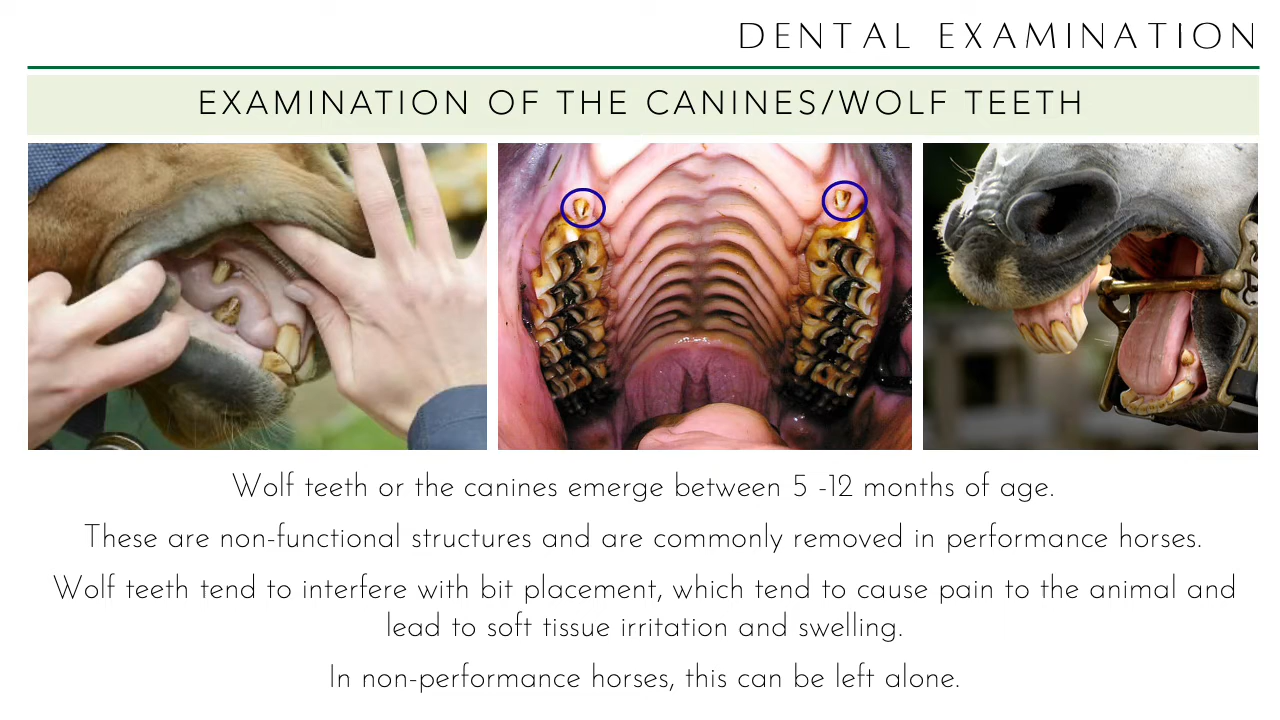 DENTAL EXAMINATION
EXAMINATION OF THE CANINES/WOLF TEETH
Wolf teeth or the canines emerge between 5 -12 months of age.
These are non-functional structures and are commonly removed in performance horses.
Wolf teeth tend to interfere with bit placement, which tend to cause pain to the animal and
lead to soft tissue irritation and swelling.
In non-performance horses, this can be left alone.